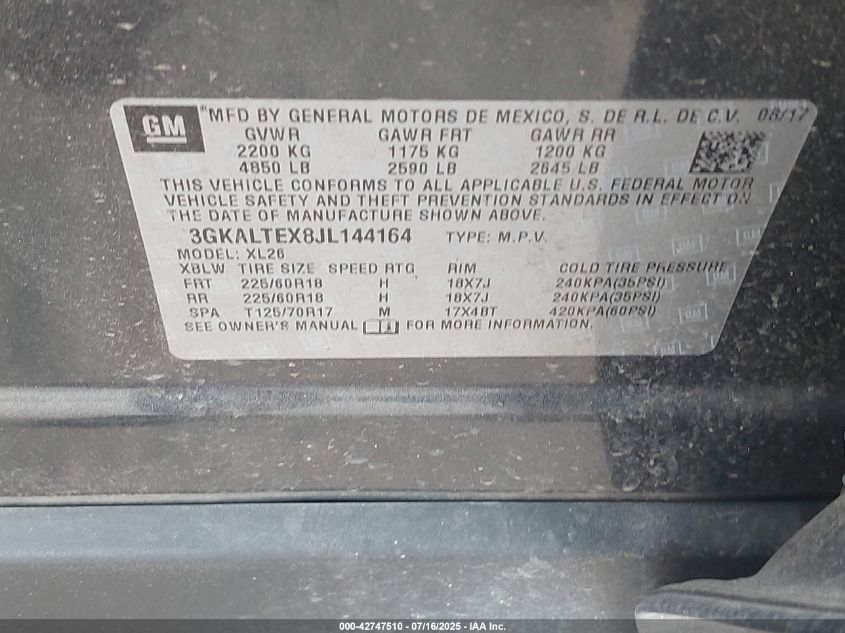 GM
®MFD BY GENERAL MOTORS DE MEXICO, S. DE R.L. DE C.V. 08/17
GVWR GAWR FRT GAWR RR
2200 KG 1175 KG 1200 KG
4850 LB 2590 LB 2645 LB
THIS VEHICLE CONFORMS TO ALL APPLICABLE U.S. FEDERAL MOTOR
VEHICLE SAFETY AND THEFT PREVENTION STANDARDS IN EFFECT ON
THE DATE OF MANUFACTURE SHOWN ABOVE.
3GKALTEX8JL144164 TYPE: M.P.V.
MODEL: XL26
XBLW TIRE SIZE SPEED RTG RIM COLD TIRE PRESSURE
FRT 225/60R18 H 18X7J 240KPA(35PSI)
RR 225/60R18 H 18X7J 240KPA(35PSI)
SPA T125/70R17 M 17X4BT 420KPA(60PSI)
SEE OWNER'S MANUAL FOR MORE INFORMATION.
000-42747510 - 07/16/2025 - IAA Inc.